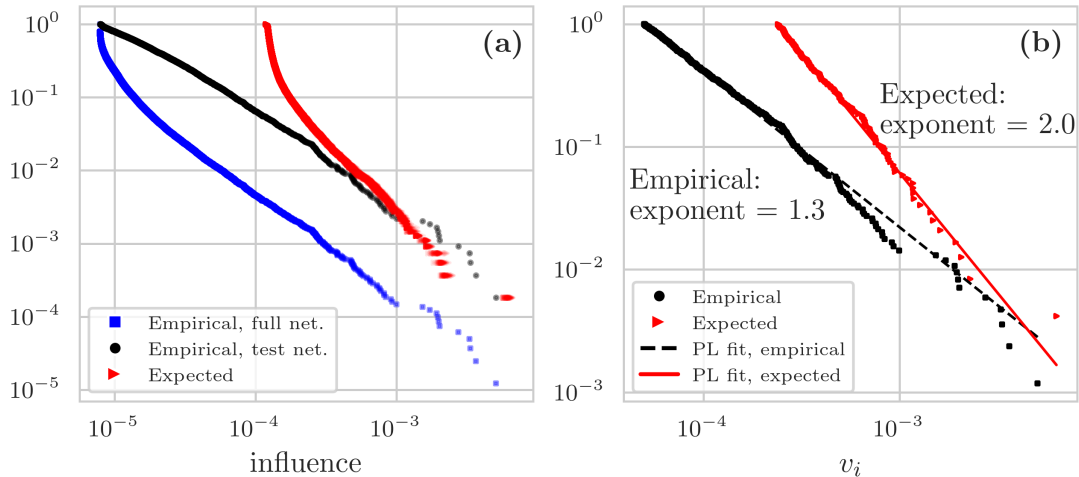 (a)
10^0
10^-1
10^-2
10^-3
10^-4
10^-5
Empirical, full net.
Empirical, test net.
Expected
10^-5
10^-4
10^-3
influence
(b)
10^0
10^-1
10^-2
10^-3
Expected:
exponent = 2.0
Empirical:
exponent = 1.3
Empirical
Expected
PL fit, empirical
PL fit, expected
10^-4
10^-3
v_i